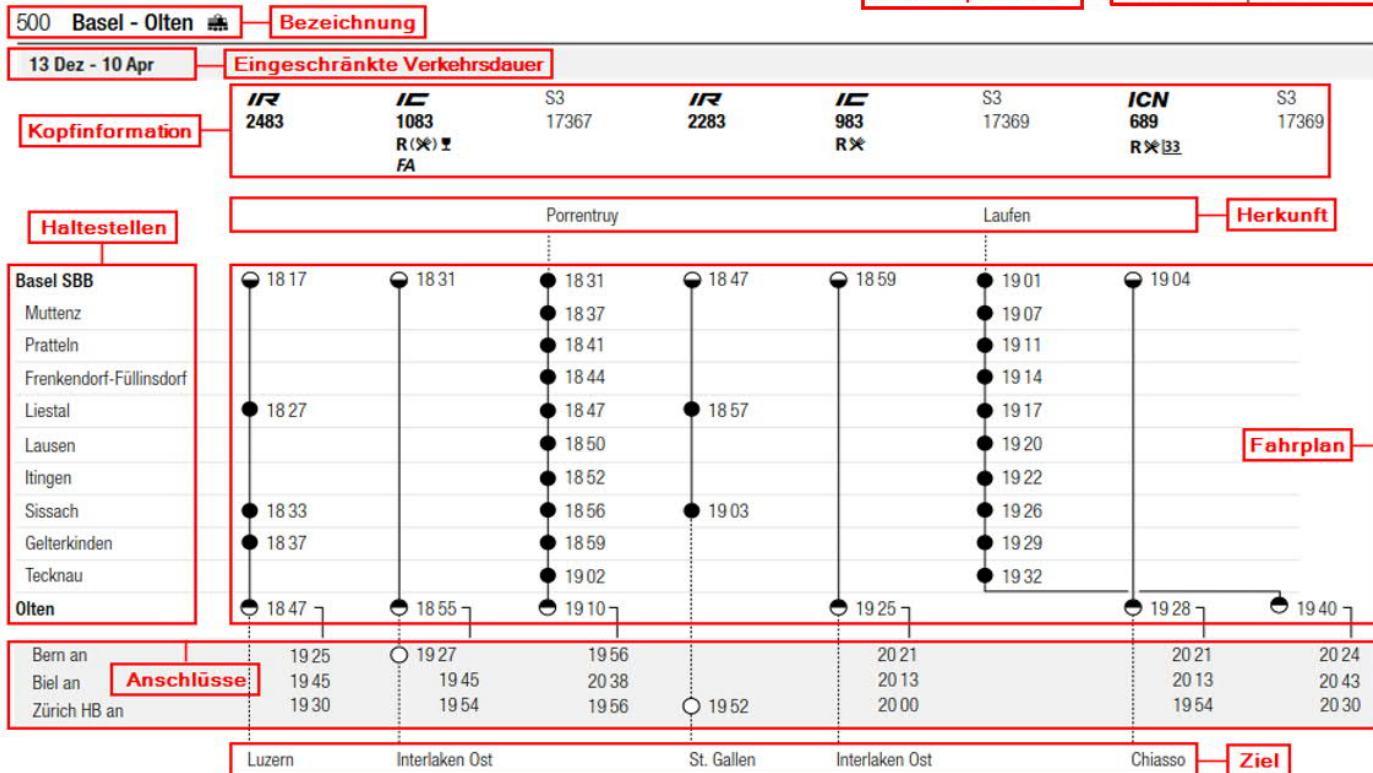 500 Basel - Olten Bezeichnung
13 Dez - 10 Apr Eingeschränkte Verkehrsdauer
Kopfinformation
IR IC S3 IR IC S3 ICN S3
2483 1083 17367 2283 983 17369 689 17369
R R R 33
FA
Haltestellen
Porrentruy Laufen Herkunft
Basel SBB 18 17 18 31 18 31 18 47 18 59 19 01 19 04
Muttenz 18 37 19 07
Pratteln 18 41 19 11
Frenkendorf-Füllinsdorf 18 44 19 14
Liestal 18 27 18 47 18 57 19 17
Lausen 18 50 19 20
Fahrplan
Itingen 18 52 19 22
Sissach 18 33 18 56 19 03 19 26
Gelterkinden 18 37 18 59 19 29
Tecknau 19 02 19 32
Olten 18 47 18 55 19 10 19 25 19 28 19 40
Bern an 19 25 19 27 19 56 20 21 20 21 20 24
Anschlüsse
Biel an 19 45 19 45 20 38 20 13 20 13 20 43
Zürich HB an 19 30 19 54 19 56 19 52 20 00 19 54 20 30
Luzern Interlaken Ost St. Gallen Interlaken Ost Chiasso Ziel